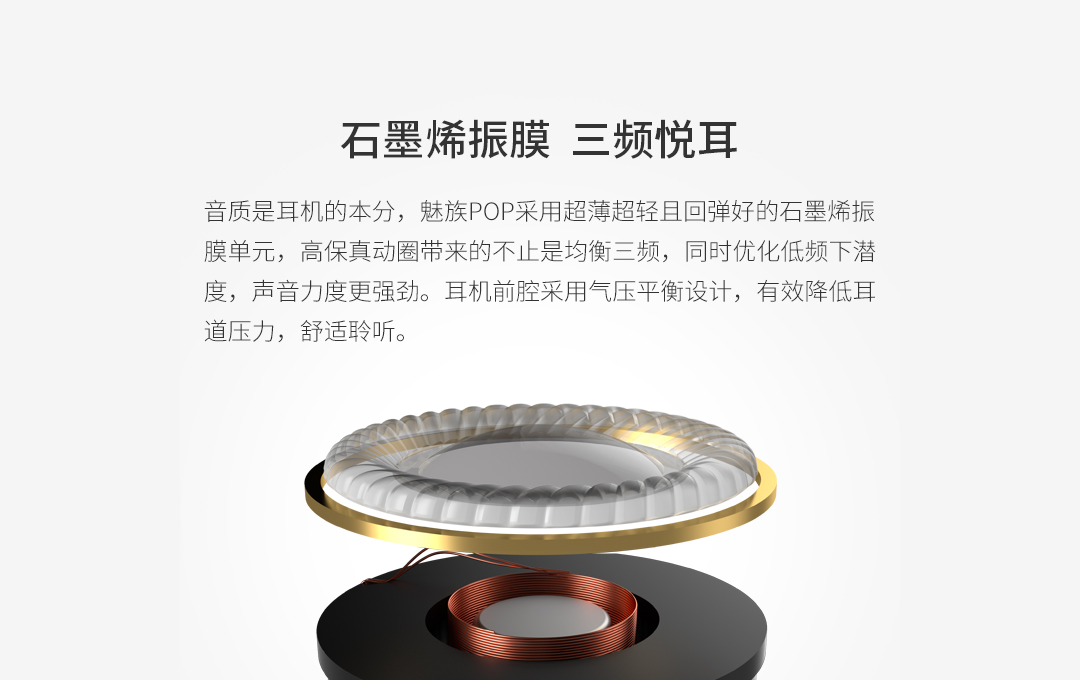 石墨烯振膜 三频悦耳
音质是耳机的本分，魅族POP采用超薄超轻且回弹好的石墨烯振
膜单元，高保真动圈带来的不止是均衡三频，同时优化低频下潜
度，声音力度更强劲。耳机前腔采用气压平衡设计，有效降低耳
道压力，舒适聆听。